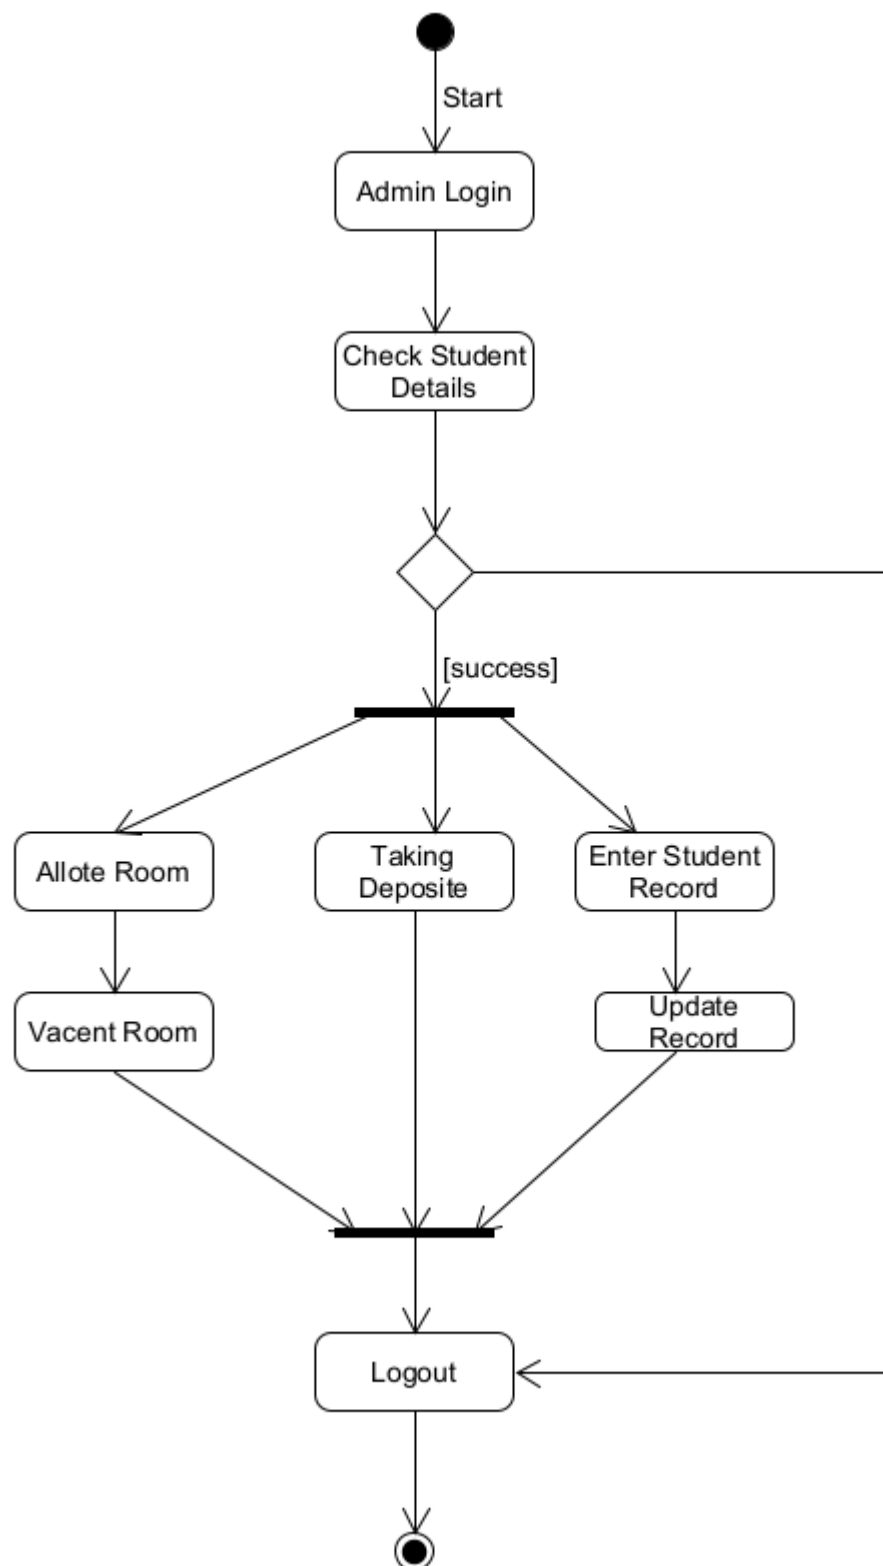 Start
Admin Login
Check Student
Details
[success]
Allote Room
Taking
Deposite
Enter Student
Record
Vacent Room
Update
Record
Logout